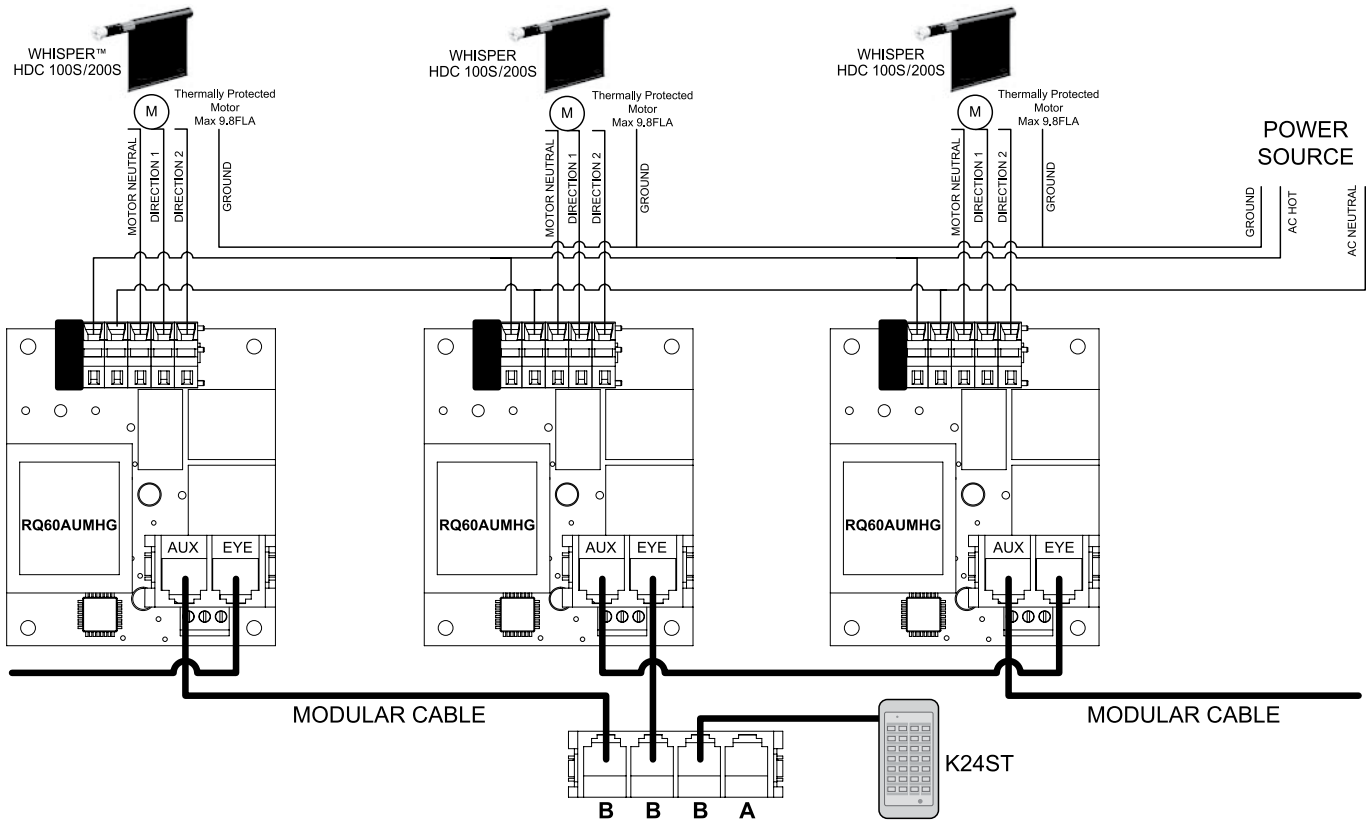 WHISPER™
HDC 100S/200S
Thermally Protected
Motor
Max 9.8FLA
M
MOTOR NEUTRAL
DIRECTION 1
DIRECTION 2
GROUND
WHISPER
HDC 100S/200S
Thermally Protected
Motor
Max 9.8FLA
M
MOTOR NEUTRAL
DIRECTION 1
DIRECTION 2
GROUND
WHISPER
HDC 100S/200S
Thermally Protected
Motor
Max 9.8FLA
M
MOTOR NEUTRAL
DIRECTION 1
DIRECTION 2
GROUND
POWER
SOURCE
GROUND
AC HOT
AC NEUTRAL
RQ60AUMHG
AUX EYE
RQ60AUMHG
AUX EYE
RQ60AUMHG
AUX EYE
MODULAR CABLE
MODULAR CABLE
K24ST
B B B A